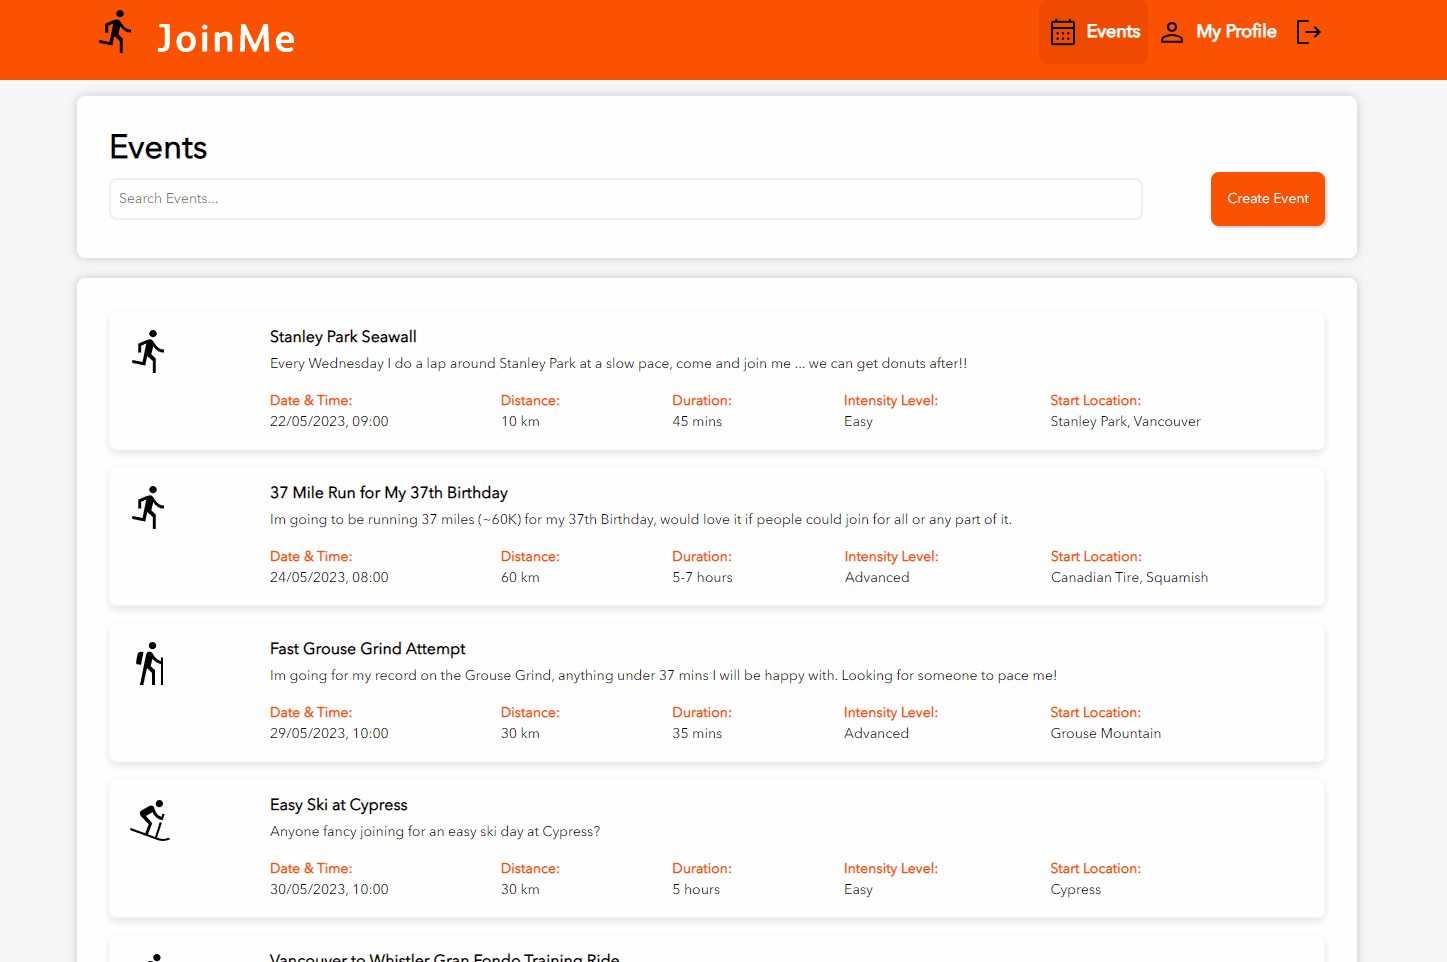 JoinMe
Events
My Profile
Events
Search Events...
Create Event
Stanley Park Seawall
Every Wednesday I do a lap around Stanley Park at a slow pace, come and join me ... we can get donuts after!!
Date & Time: Distance: Duration: Intensity Level: Start Location:
22/05/2023, 09:00 10 km 45 mins Easy Stanley Park, Vancouver
37 Mile Run for My 37th Birthday
Im going to be running 37 miles (~60K) for my 37th Birthday, would love it if people could join for all or any part of it.
Date & Time: Distance: Duration: Intensity Level: Start Location:
24/05/2023, 08:00 60 km 5-7 hours Advanced Canadian Tire, Squamish
Fast Grouse Grind Attempt
Im going for my record on the Grouse Grind, anything under 37 mins I will be happy with. Looking for someone to pace me!
Date & Time: Distance: Duration: Intensity Level: Start Location:
29/05/2023, 10:00 30 km 35 mins Advanced Grouse Mountain
Easy Ski at Cypress
Anyone fancy joining for an easy ski day at Cypress?
Date & Time: Distance: Duration: Intensity Level: Start Location:
30/05/2023, 10:00 30 km 5 hours Easy Cypress
Vancouver to Whistler Gran Fondo Training Ride